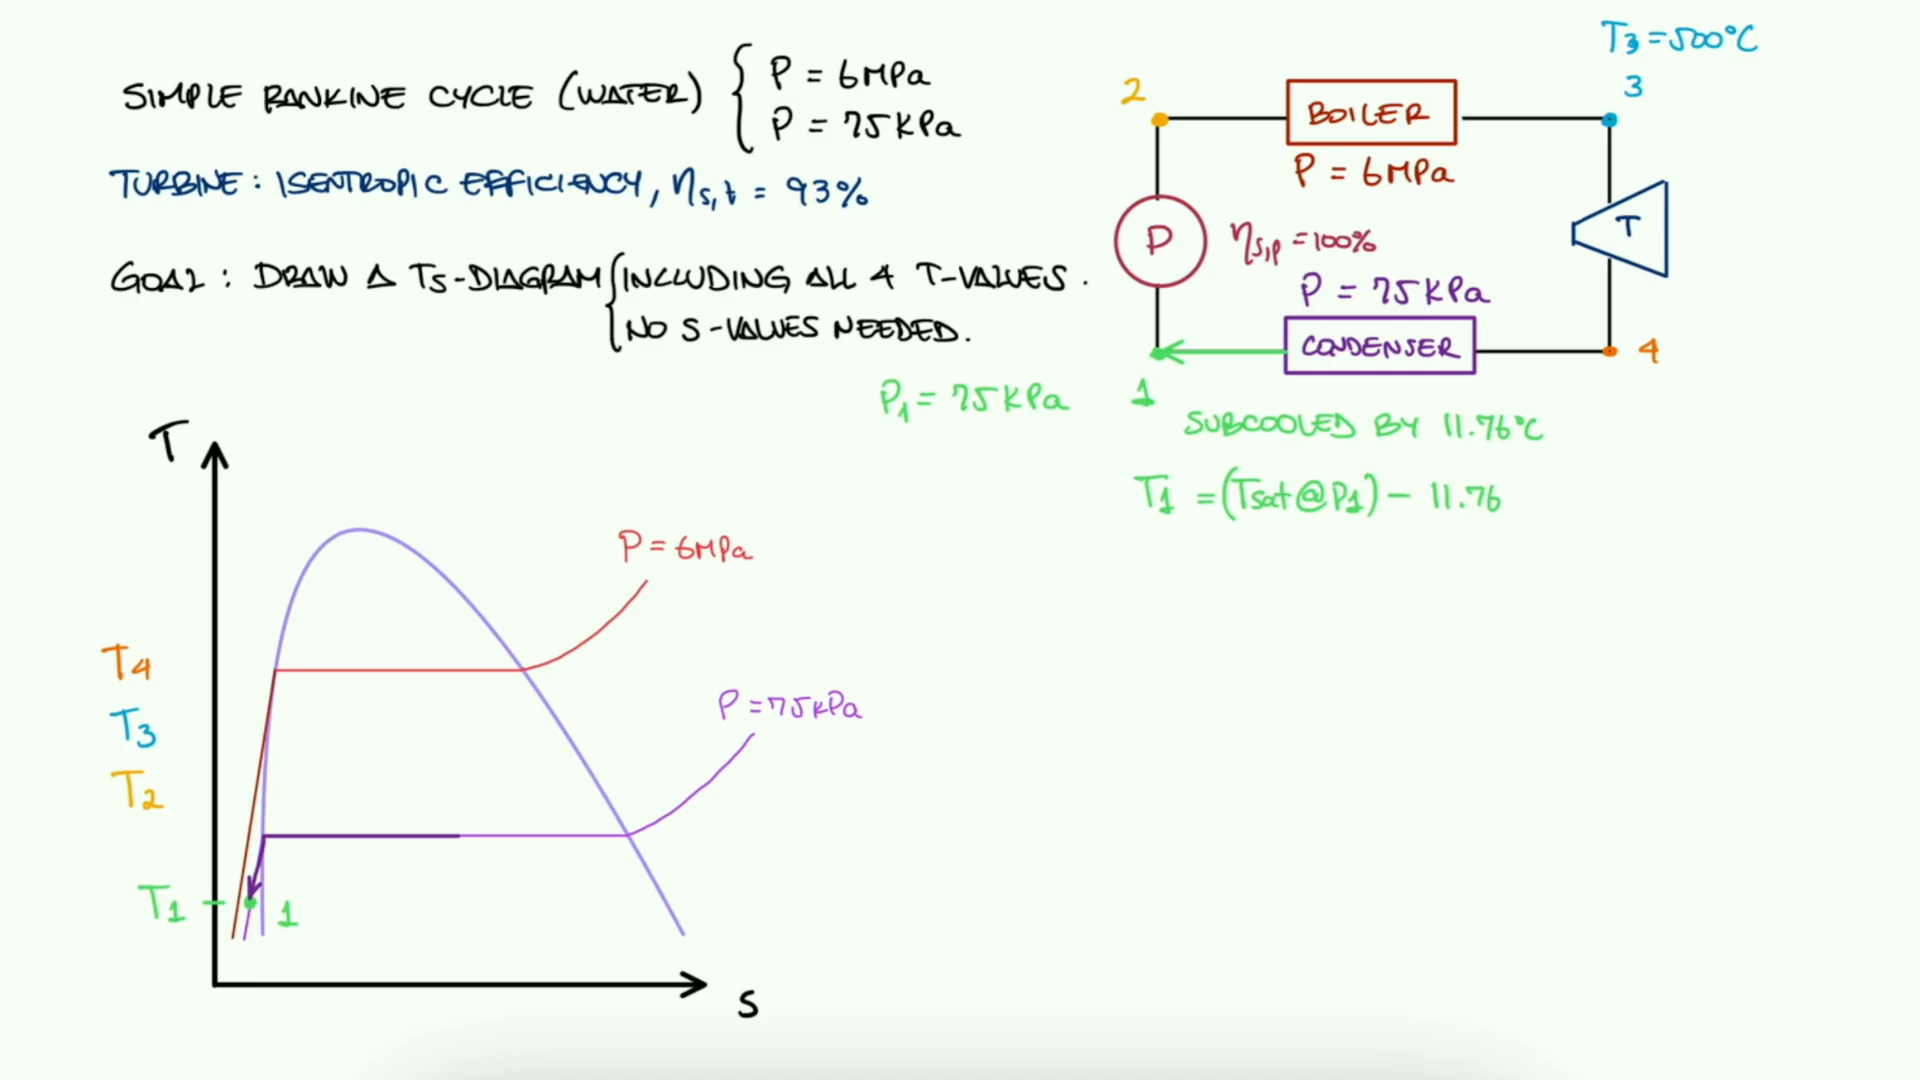 SIMPLE RANKINE CYCLE (WATER) { P = 6MPa
P = 75kPa
TURBINE: ISENTROPIC EFFICIENCY, ηs,t = 93%
GOAL: DRAW A TS-DIAGRAM { INCLUDING ALL 4 T-VALUES.
NO S-VALUES NEEDED.
T3 = 500°C
2
3
BOILER
P = 6MPa
P
ηs,p = 100%
T
P = 75kPa
CONDENSER
4
P1 = 75kPa
1
SUBCOOLED BY 11.76°C
T1 = (Tsat@P1) - 11.76
T
P = 6MPa
T4
P = 75kPa
T3
T2
T1
1
S